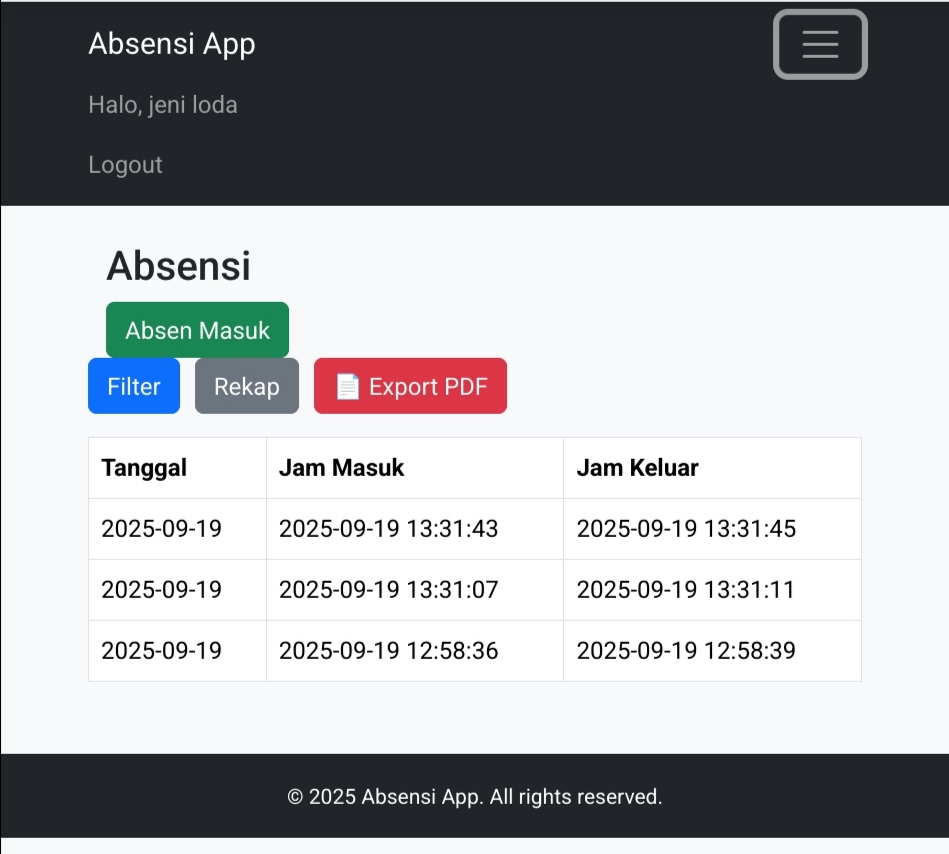 Absensi App
Halo, jeni loda
Logout
Absensi
Absen Masuk
Filter Rekap 📄 Export PDF
Tanggal Jam Masuk Jam Keluar
2025-09-19 2025-09-19 13:31:43 2025-09-19 13:31:45
2025-09-19 2025-09-19 13:31:07 2025-09-19 13:31:11
2025-09-19 2025-09-19 12:58:36 2025-09-19 12:58:39
© 2025 Absensi App. All rights reserved.